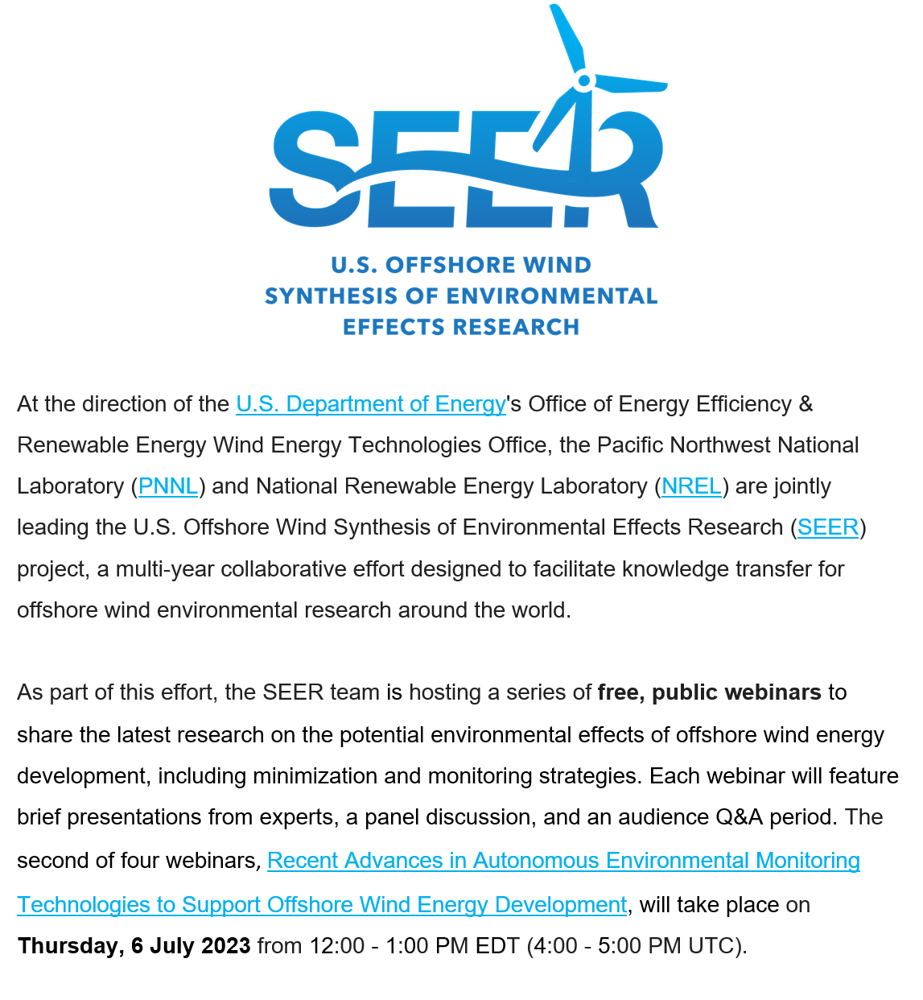 SEER
U.S. OFFSHORE WIND
SYNTHESIS OF ENVIRONMENTAL
EFFECTS RESEARCH
At the direction of the U.S. Department of Energy's Office of Energy Efficiency &
Renewable Energy Wind Energy Technologies Office, the Pacific Northwest National
Laboratory (PNNL) and National Renewable Energy Laboratory (NREL) are jointly
leading the U.S. Offshore Wind Synthesis of Environmental Effects Research (SEER)
project, a multi-year collaborative effort designed to facilitate knowledge transfer for
offshore wind environmental research around the world.
As part of this effort, the SEER team is hosting a series of free, public webinars to
share the latest research on the potential environmental effects of offshore wind energy
development, including minimization and monitoring strategies. Each webinar will feature
brief presentations from experts, a panel discussion, and an audience Q&A period. The
second of four webinars, Recent Advances in Autonomous Environmental Monitoring
Technologies to Support Offshore Wind Energy Development, will take place on
Thursday, 6 July 2023 from 12:00 - 1:00 PM EDT (4:00 - 5:00 PM UTC).